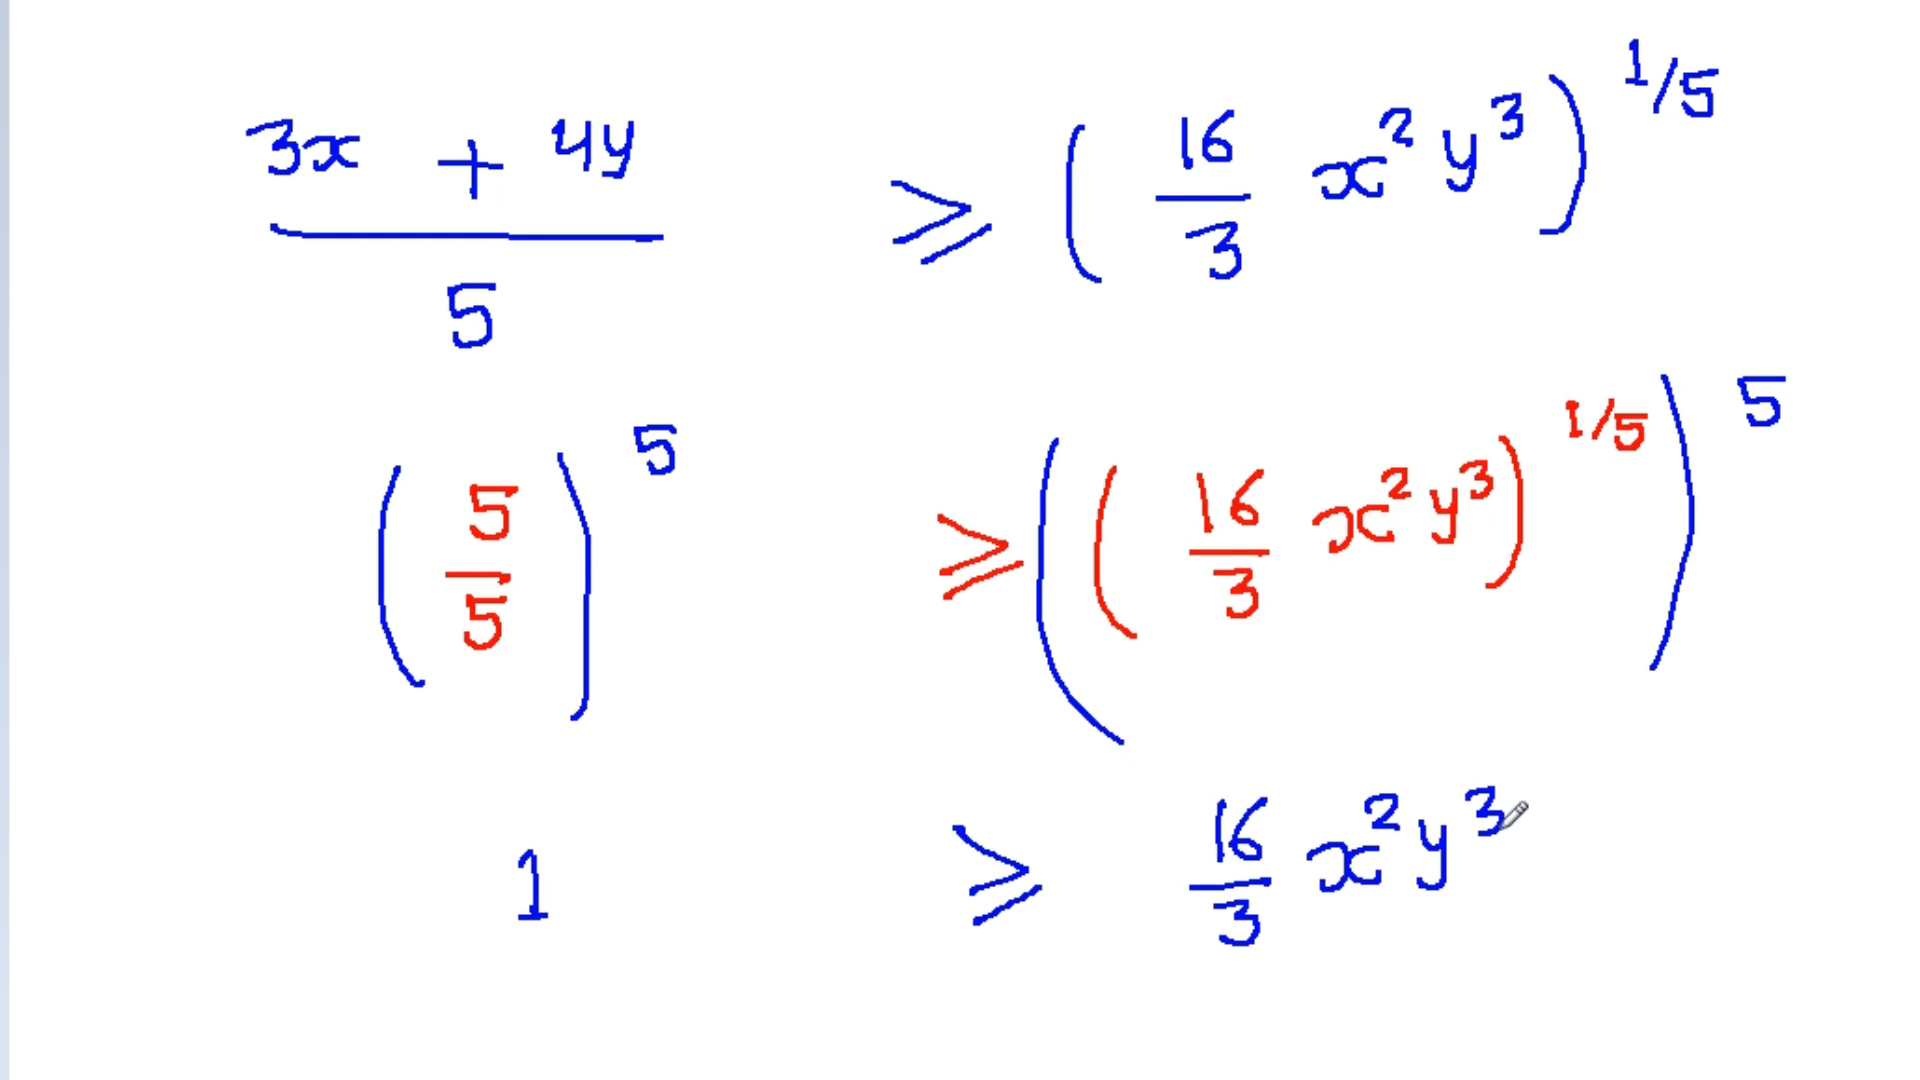 (3x + 4y)/5 ⩾ (16/3 x² y³)^1/5
(5/5)^5 ⩾ ((16/3 x² y³)^1/5)^5
1 ⩾ 16/3 x² y³